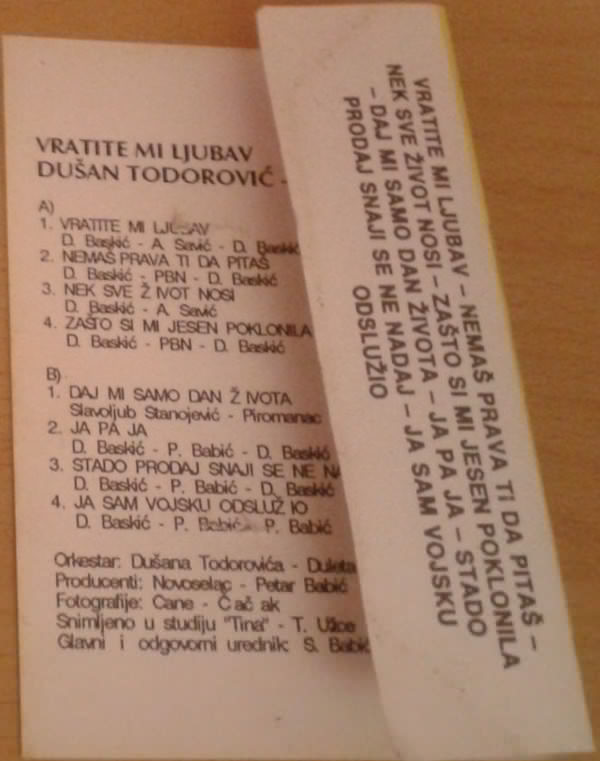 VRATITE MI LJUBAV
DUŠAN TODOROVIĆ -
A)
1. VRATITE MI LJUBAV
D. Baskić - A. Savić - D. Baskić
2. NEMAŠ PRAVA TI DA PITAŠ
D. Baskić - PBN - D. Baskić
3. NEK SVE Ž VOT NOSI
D. Baskić - A. Savić
4. ZAŠTO SI MI JESEN POKLONILA
D. Baskić - PBN - D. Baskić
B)
1. DAJ MI SAMO DAN Ž IVOTA
Slavoljub Stanojević - Piromanac
2. JA PA JA
D. Baskić - P. Babić - D. Baskić
3. STADO PRODAJ SNAJI SE NE NA
D. Baskić - P. Babić - D. Baskić
4. JA SAM VOJSKU ODSLUŽ IO
D. Baskić - P. Babić - P. Babić
Orkestar: Dušana Todorovića - Duleta
Producenti: Novoselac - Petar Babić
Fotografije: Cane - Č ač ak
Snimljeno u studiju "Tina" - T. Užice
Glavni i odgovorni urednik: S. Babić
VRATITE MI LJUBAV – NEMAŠ PRAVA TI DA PITAŠ –
NEK SVE ŽIVOT NOSI – ZAŠTO SI MI JESEN POKLONILA
– DAJ MI SAMO DAN ŽIVOTA – JA PA JA – STADO
PRODAJ SNAJI SE NE NADAJ – JA SAM VOJSKU
ODSLUŽIO